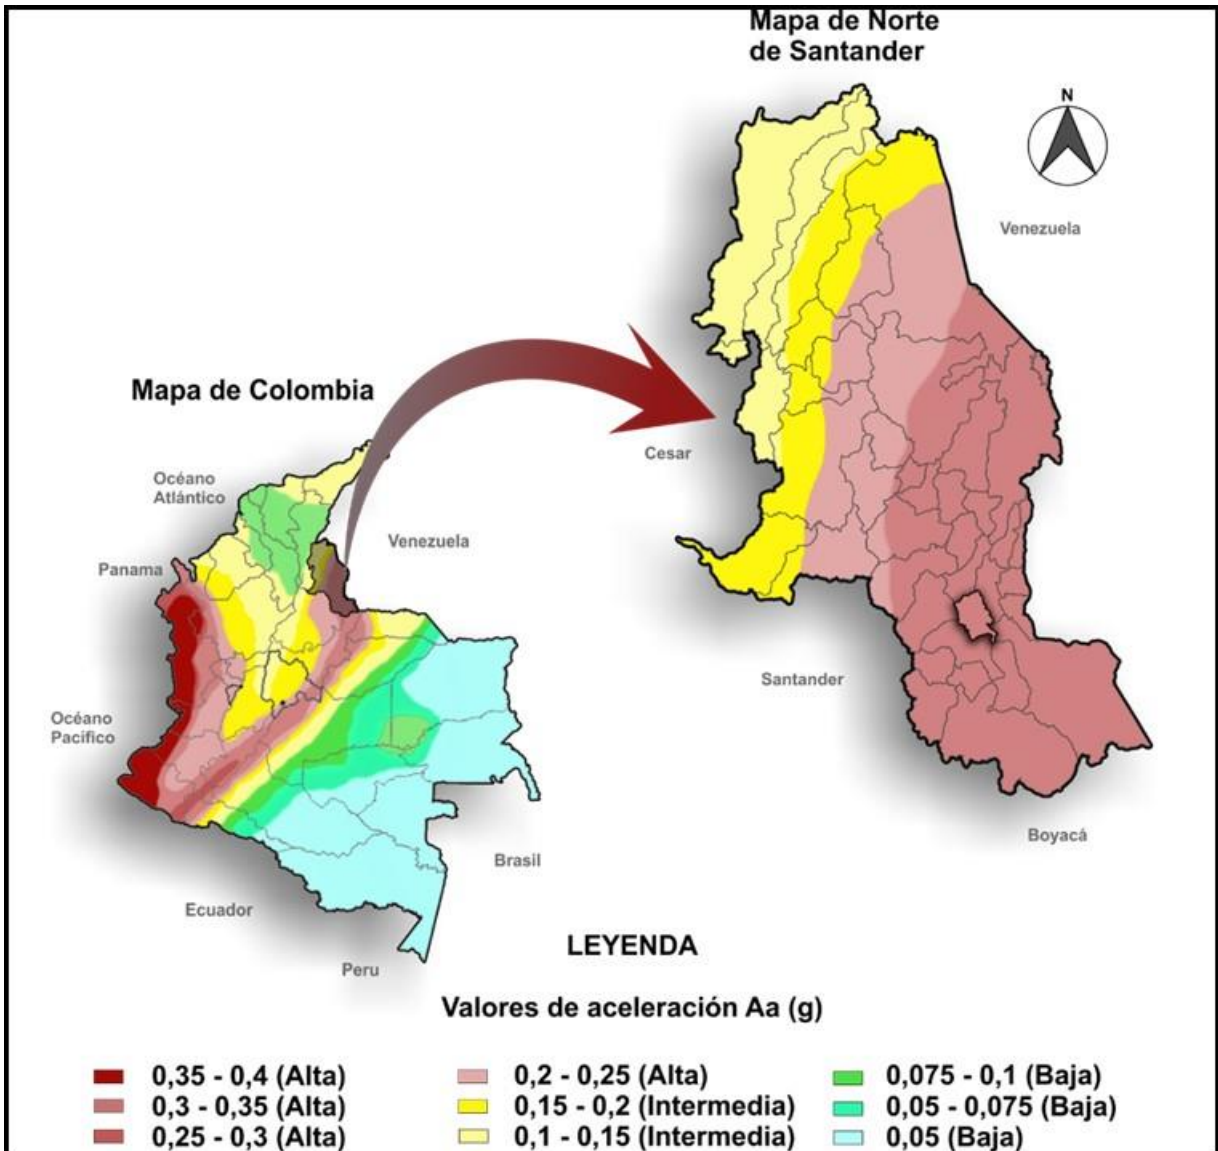 Mapa de Norte
de Santander
N
Venezuela
Mapa de Colombia
Cesar
Océano
Atlántico
Venezuela
Panama
Santander
Océano
Pacífico
Boyacá
Brasil
Ecuador
Peru
LEYENDA
Valores de aceleración Aa (g)
0,35 - 0,4 (Alta)
0,3 - 0,35 (Alta)
0,25 - 0,3 (Alta)
0,2 - 0,25 (Alta)
0,15 - 0,2 (Intermedia)
0,1 - 0,15 (Intermedia)
0,075 - 0,1 (Baja)
0,05 - 0,075 (Baja)
0,05 (Baja)